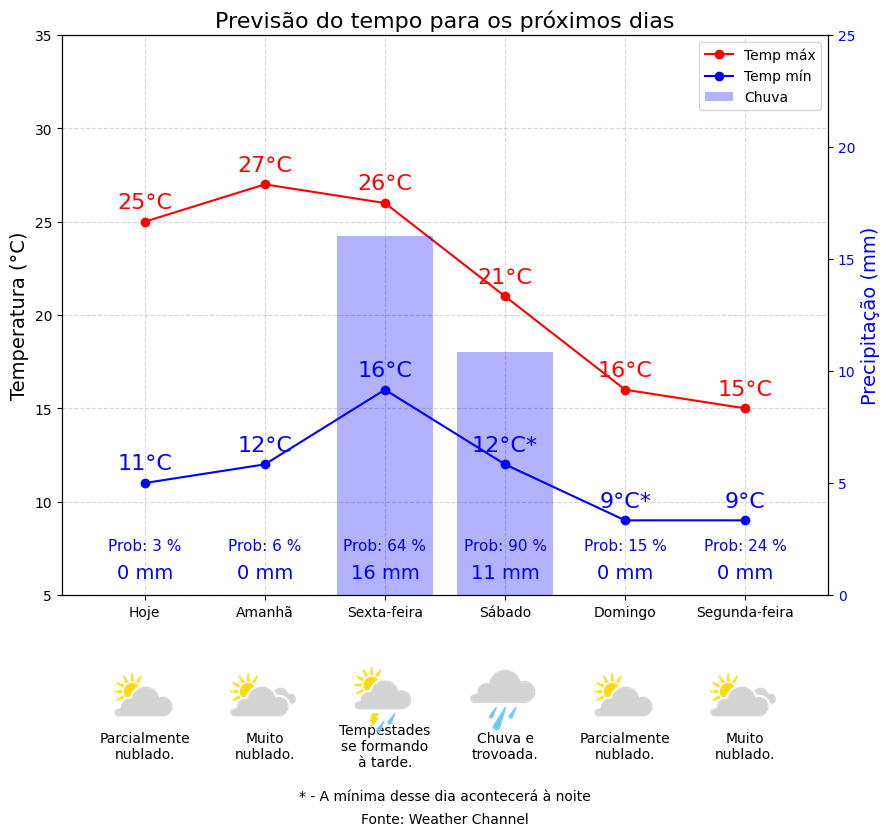 Previsão do tempo para os próximos dias
Temp máx
Temp mín
Chuva
Temperatura (°C)
Precipitação (mm)
35
30
25
20
15
10
5
25
20
15
10
5
0
25°C
27°C
26°C
21°C
16°C
15°C
11°C
12°C
16°C
12°C*
9°C*
9°C
Prob: 3 %
Prob: 6 %
Prob: 64 %
Prob: 90 %
Prob: 15 %
Prob: 24 %
0 mm
0 mm
16 mm
11 mm
0 mm
0 mm
Hoje
Amanhã
Sexta-feira
Sábado
Domingo
Segunda-feira
Parcialmente
nublado.
Muito
nublado.
Tempestades
se formando
à tarde.
Chuva e
trovoada.
Parcialmente
nublado.
Muito
nublado.
* - A mínima desse dia acontecerá à noite
Fonte: Weather Channel